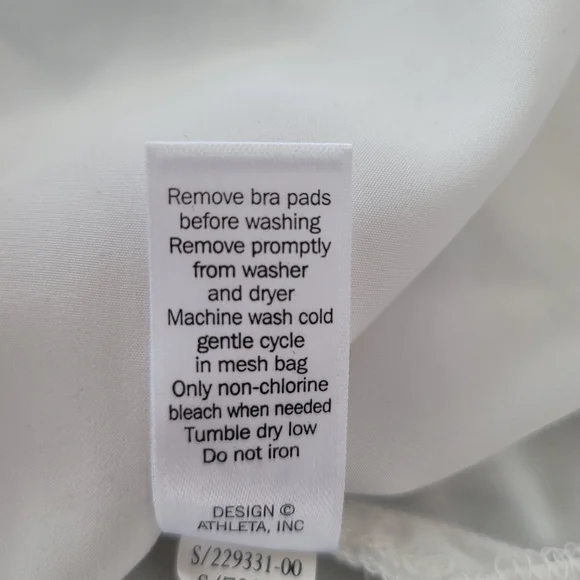 Remove bra pads
before washing
Remove promptly
from washer
and dryer
Machine wash cold
gentle cycle
in mesh bag
Only non-chlorine
bleach when needed
Tumble dry low
Do not iron
DESIGN ©
ATHLETA, INC
S/229331-00